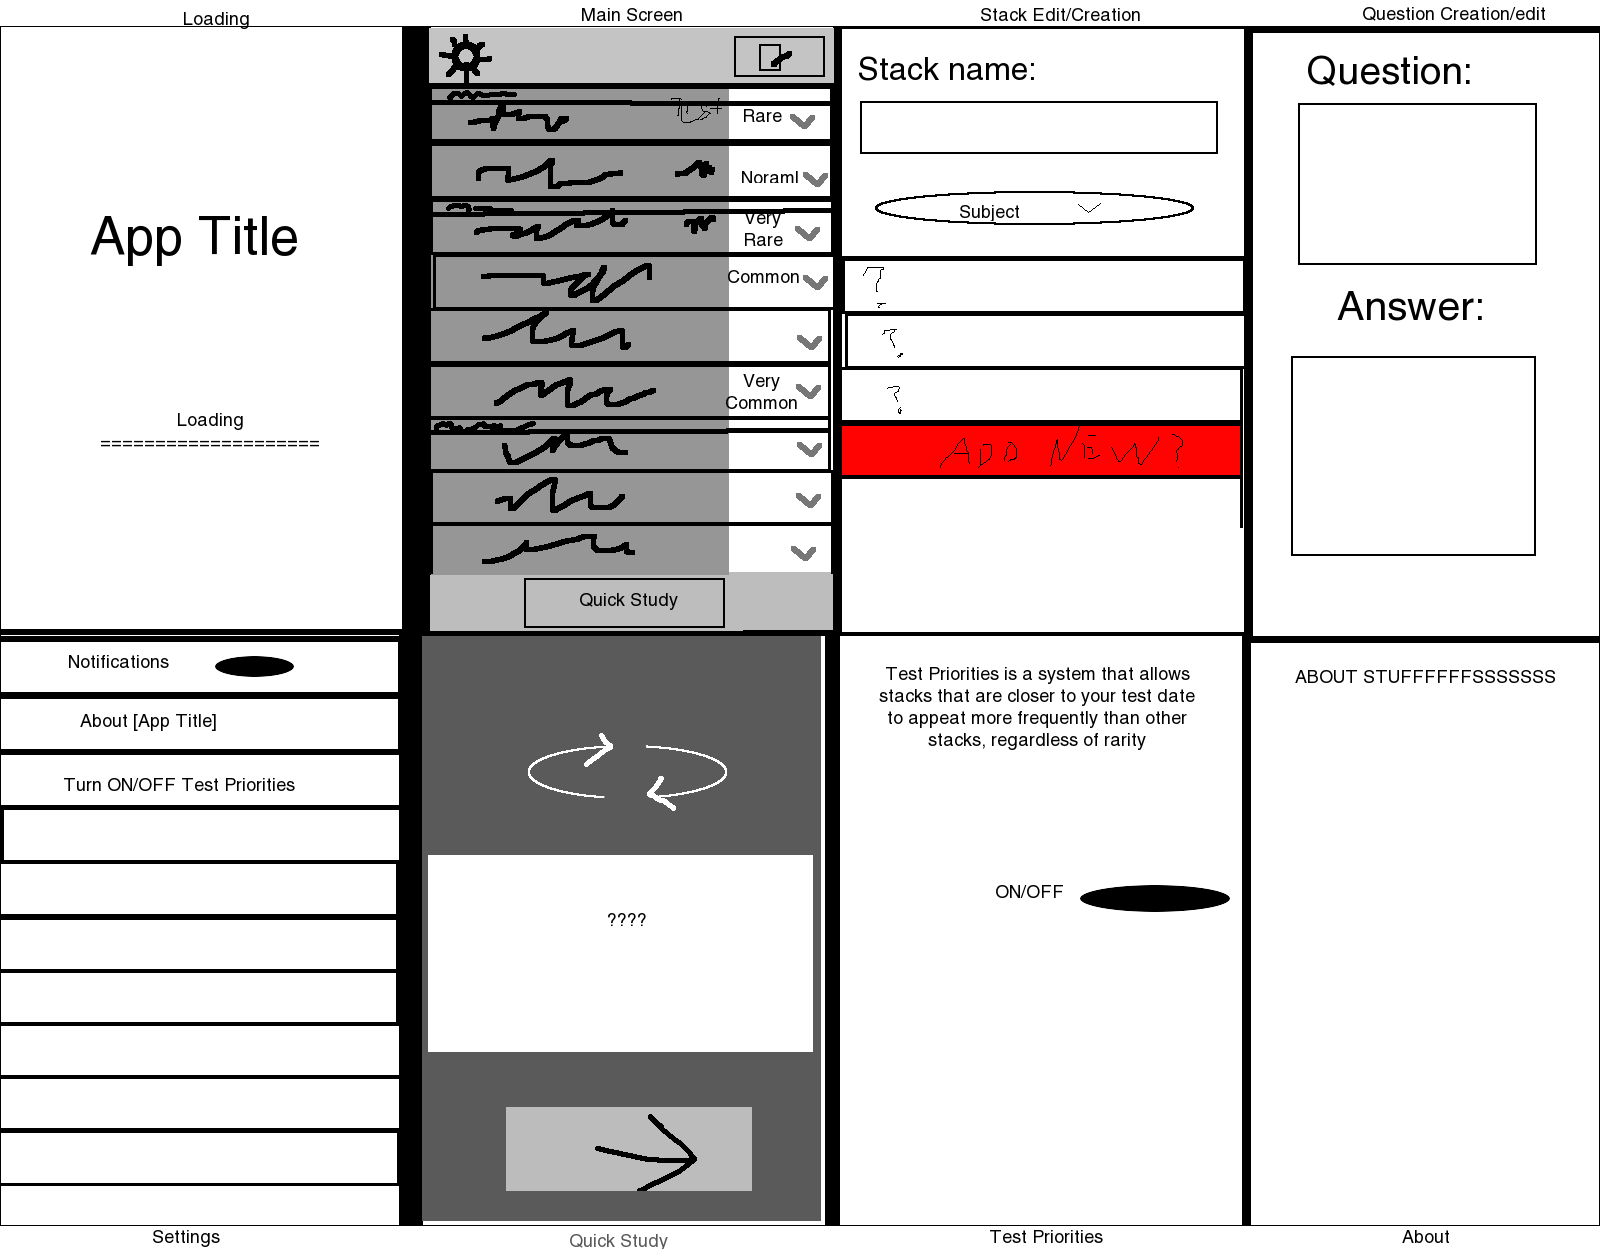 Loading
Main Screen
Stack Edit/Creation
Question Creation/edit
App Title
Loading
====================
Rare
Noraml
Very
Rare
Common
Very
Common
Quick Study
Stack name:
Subject
?
?
?
ADD NEW?
Question:
Answer:
Notifications
About [App Title]
Turn ON/OFF Test Priorities
????
Test Priorities is a system that allows
stacks that are closer to your test date
to appeat more frequently than other
stacks, regardless of rarity
ON/OFF
ABOUT STUFFFFFFSSSSSSS
Settings
Quick Study
Test Priorities
About